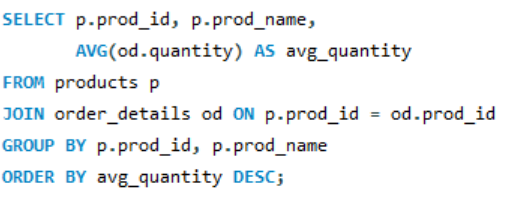 SELECT p.prod_id, p.prod_name,
AVG(od.quantity) AS avg_quantity
FROM products p
JOIN order_details od ON p.prod_id = od.prod_id
GROUP BY p.prod_id, p.prod_name
ORDER BY avg_quantity DESC;